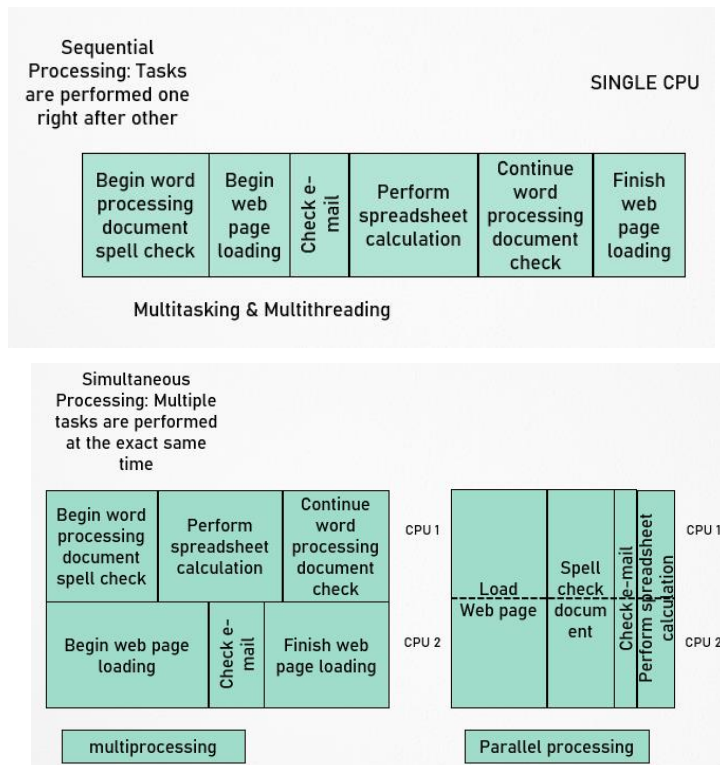 Sequential
Processing: Tasks
are performed one
right after other
SINGLE CPU
Begin word
processing
document
spell check
Begin
web
page
loading
Check e-
mail
Perform
spreadsheet
calculation
Continue
word
processing
document
check
Finish
web
page
loading
Multitasking & Multithreading
Simultaneous
Processing: Multiple
tasks are performed
at the exact same
time
Begin word
processing
document
spell check
Perform
spreadsheet
calculation
Continue
word
processing
document
check
CPU 1
Begin web page
loading
Check e-
mail
Finish web
page loading
CPU 2
multiprocessing
Load
Web page
Spell
check
docum
ent
Check e-mail
Perform spreadsheet
calculation
CPU 1
CPU 2
Parallel processing